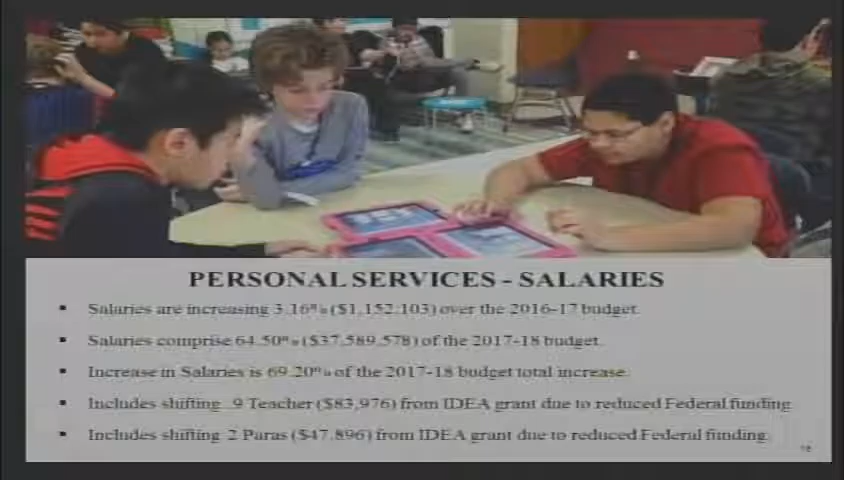 PERSONAL SERVICES - SALARIES
▪ Salaries are increasing 3.16% ($1,152,103) over the 2016-17 budget.
▪ Salaries comprise 64.50% ($37,589,578) of the 2017-18 budget.
▪ Increase in Salaries is 69.20% of the 2017-18 budget total increase.
▪ Includes shifting .9 Teacher ($83,976) from IDEA grant due to reduced Federal funding
▪ Includes shifting 2 Paras ($47,896) from IDEA grant due to reduced Federal funding.